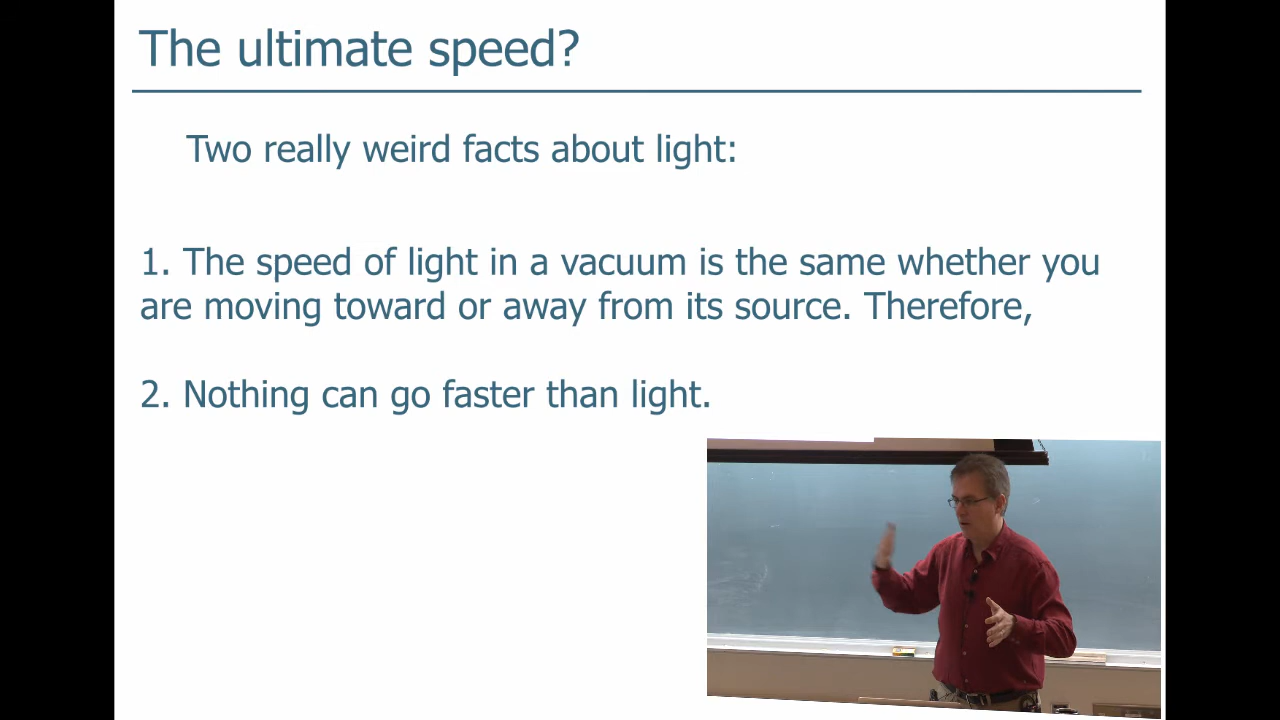 The ultimate speed?
Two really weird facts about light:
1. The speed of light in a vacuum is the same whether you
are moving toward or away from its source. Therefore,
2. Nothing can go faster than light.